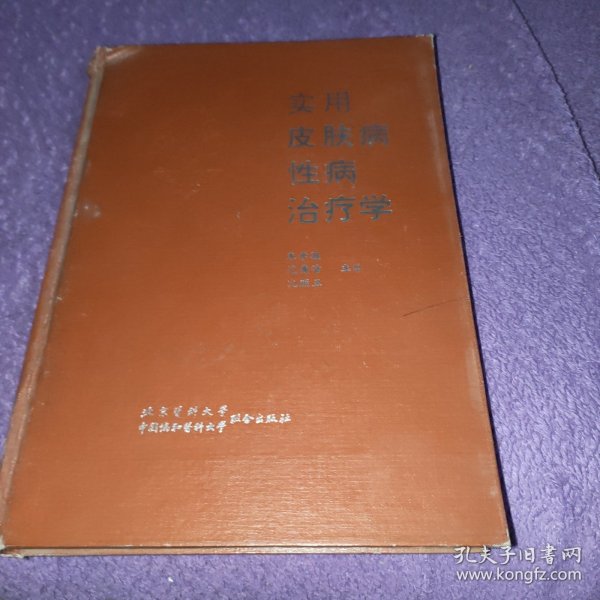 实用
皮肤病
性病
治疗学
主编
北京医科大学
中国协和医科大学
联合出版社
孔夫子旧书网
www.kongfz.com